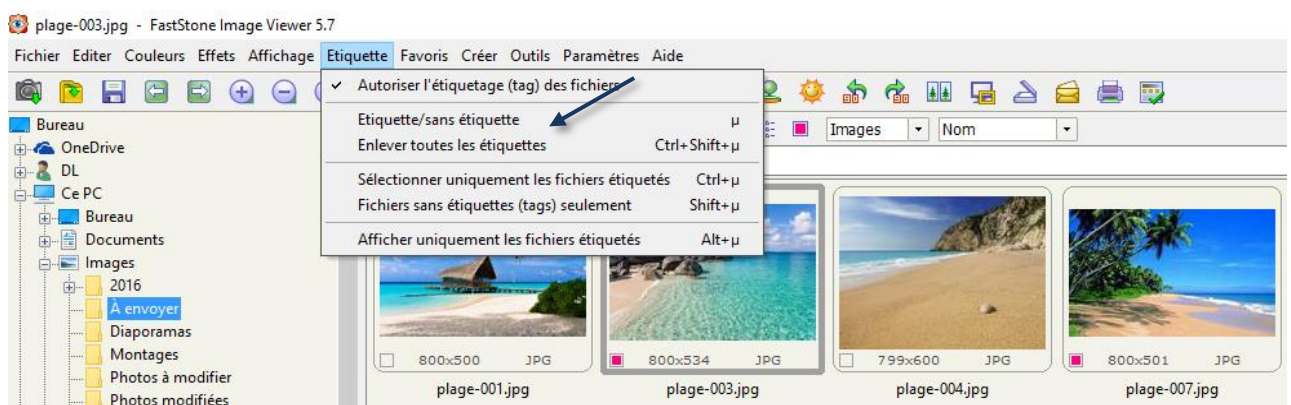 plage-003.jpg - FastStone Image Viewer 5.7
Fichier Editer Couleurs Effets Affichage Etiquette Favoris Créer Outils Paramètres Aide
Autoriser l'étiquetage (tag) des fichiers
Etiquette/sans étiquette µ
Enlever toutes les étiquettes Ctrl+Shift+µ
Sélectionner uniquement les fichiers étiquetés Ctrl+µ
Fichiers sans étiquettes (tags) seulement Shift+µ
Afficher uniquement les fichiers étiquetés Alt+µ
Images Nom
Bureau
OneDrive
DL
Ce PC
Bureau
Documents
Images
2016
À envoyer
Diaporamas
Montages
Photos à modifier
Photos modifiées
800x500 JPG
800x534 JPG
799x600 JPG
800x501 JPG
plage-001.jpg
plage-003.jpg
plage-004.jpg
plage-007.jpg